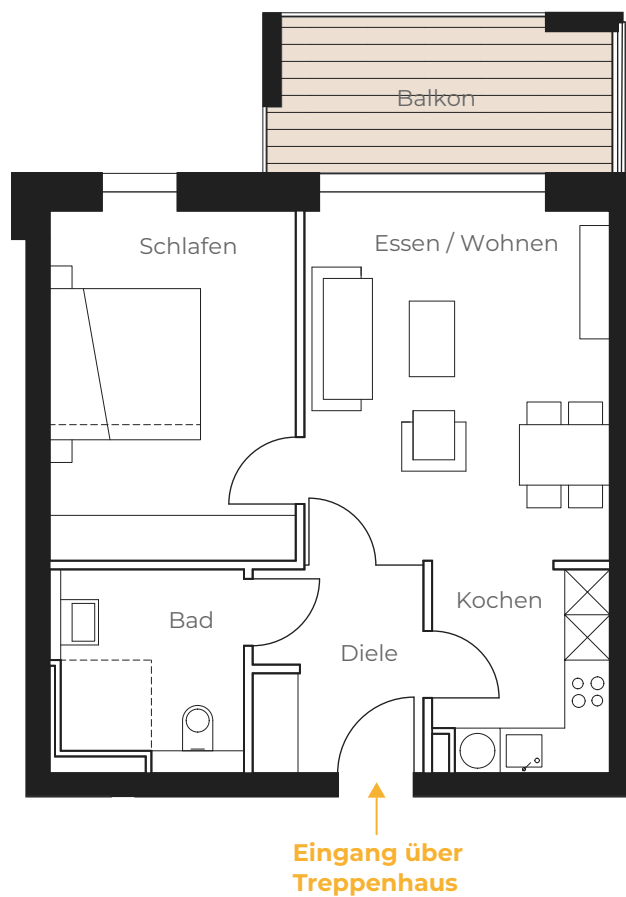 Balkon
Schlafen
Essen / Wohnen
Kochen
Bad
Diele
Eingang über
Treppenhaus